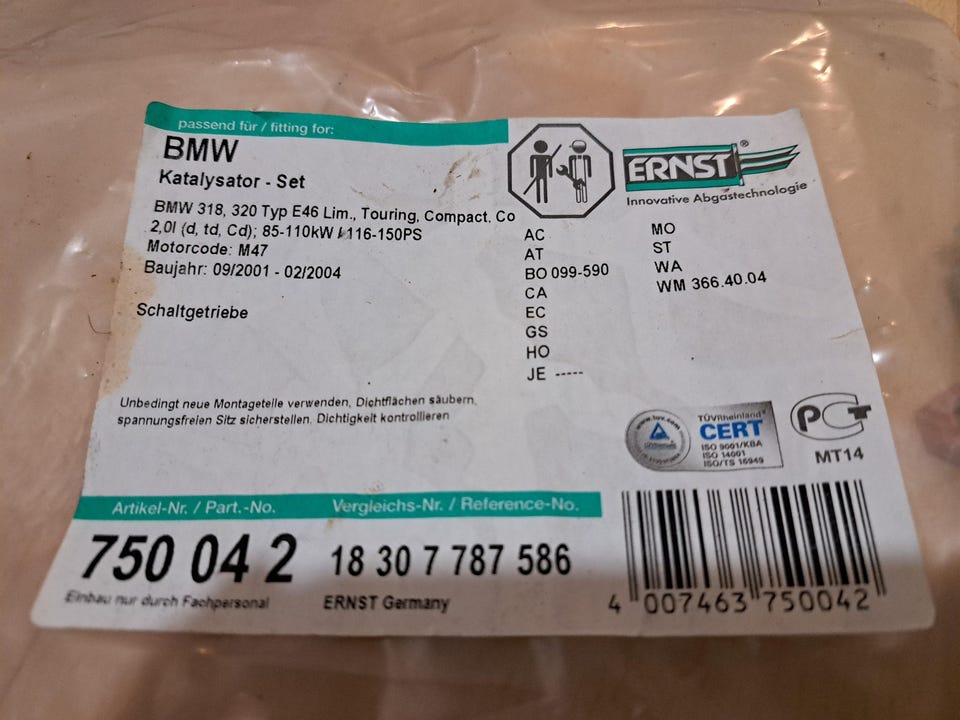 passend für / fitting for:
BMW
Katalysator - Set
BMW 318, 320 Typ E46 Lim., Touring, Compact, Co
2,0l (d, td, Cd); 85-110kW / 116-150PS
Motorcode: M47
Baujahr: 09/2001 - 02/2004
Schaltgetriebe
ERNST®
Innovative Abgastechnologie
AC
AT
BO 099-590
CA
EC
GS
HO
JE -----
MO
ST
WA
WM 366.40.04
Unbedingt neue Montageteile verwenden, Dichtflächen säubern,
spannungsfreien Sitz sicherstellen. Dichtigkeit kontrollieren
www.tuv.com
TÜVRheinland®
CERT
ISO 9001/KBA
ISO 14001
ISO/TS 16949
PCT
MT14
Artikel-Nr. / Part.-No.
Vergleichs-Nr. / Reference-No.
750 04 2
18 30 7 787 586
Einbau nur durch Fachpersonal
ERNST Germany
4 007463 750042